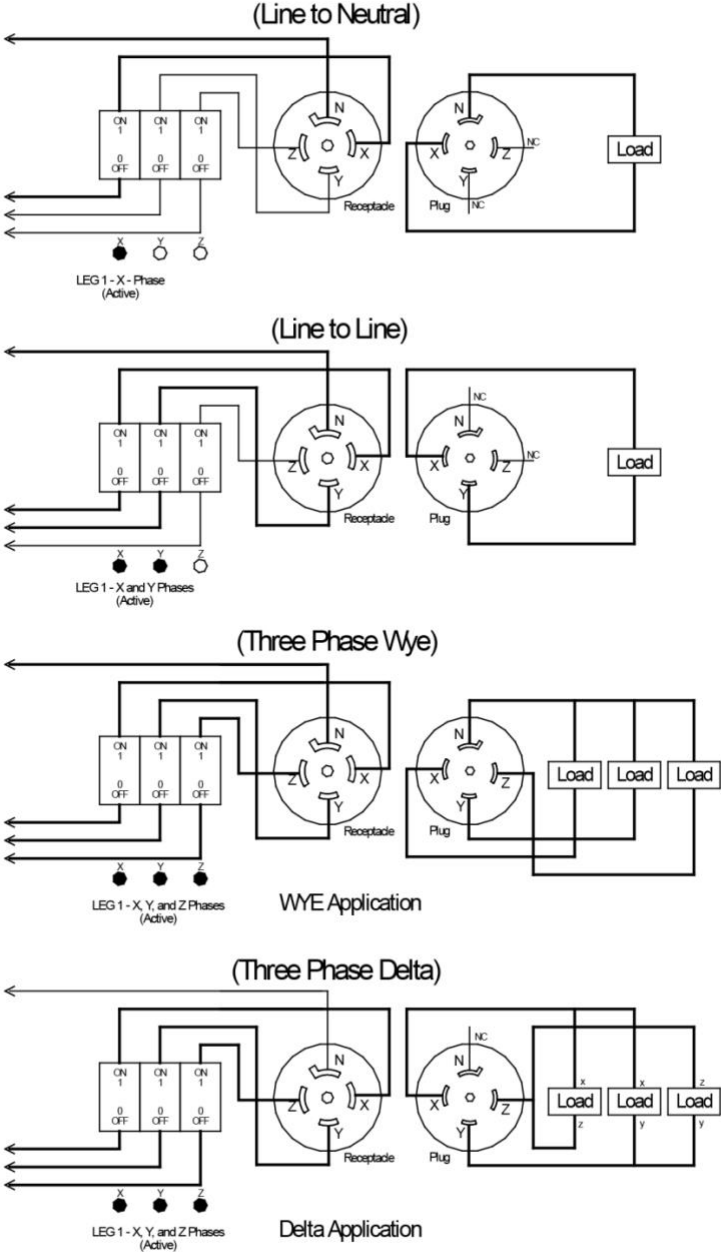 (Line to Neutral)
N
N
ON ON ON
1 1 1
Z X
X Z NC
Load
0 0 0
OFF OFF OFF
Y
Y
Receptacle Plug NC
X Y Z
LEG 1 - X - Phase
(Active)
(Line to Line)
NC
N
N
ON ON ON
1 1 1
Z X
X Z NC
Load
0 0 0
OFF OFF OFF
Y
Y
Receptacle Plug
X Y Z
LEG 1 - X and Y Phases
(Active)
(Three Phase Wye)
N
N
ON ON ON
1 1 1
Z X
X Z
Load Load Load
0 0 0
OFF OFF OFF
Y
Y
Receptacle Plug
X Y Z
LEG 1 - X, Y, and Z Phases
(Active)
WYE Application
(Three Phase Delta)
NC
N
N
ON ON ON
1 1 1
x x z
Z X
X Z
Load Load Load
0 0 0
OFF OFF OFF
z y y
Y
Y
Receptacle Plug
X Y Z
LEG 1 - X, Y, and Z Phases
(Active)
Delta Application